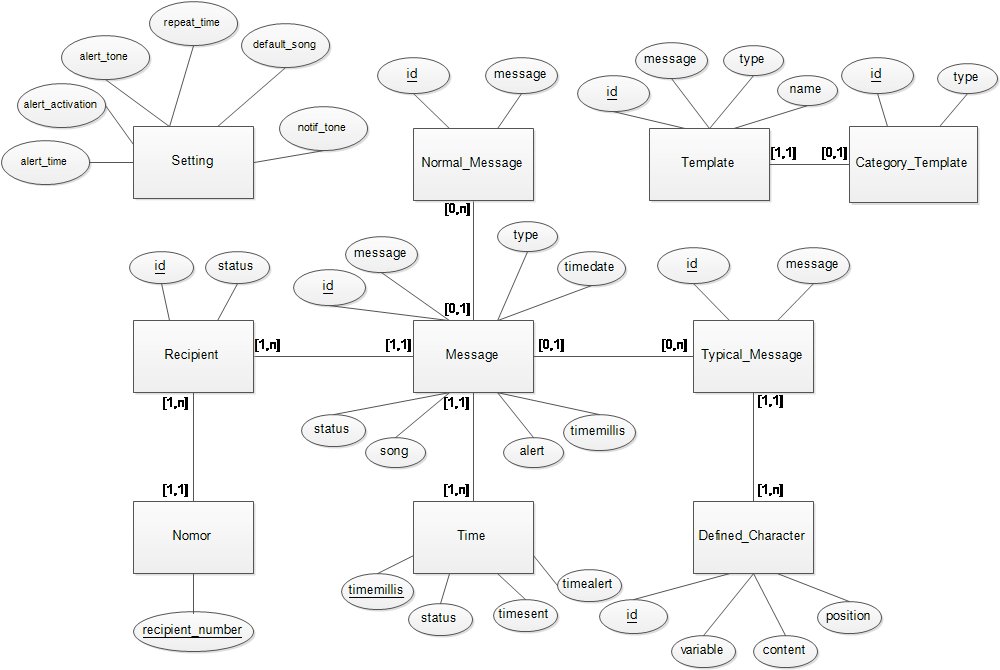 repeat_time
default_song
alert_tone
alert_activation
notif_tone
alert_time
Setting
id
message
Normal_Message
[0,n]
message
type
id
name
Template
[1,1]
[0,1]
id
type
Category_Template
id
status
Recipient
[1,n]
[1,n]
message
id
type
timedate
[0,1]
[1,1]
Message
[0,1]
[1,1]
status
song
alert
timemillis
id
message
[0,n]
Typical_Message
[1,1]
[1,1]
Nomor
recipient_number
[1,n]
Time
timemillis
status
timesent
timealert
[1,n]
Defined_Character
id
variable
content
position